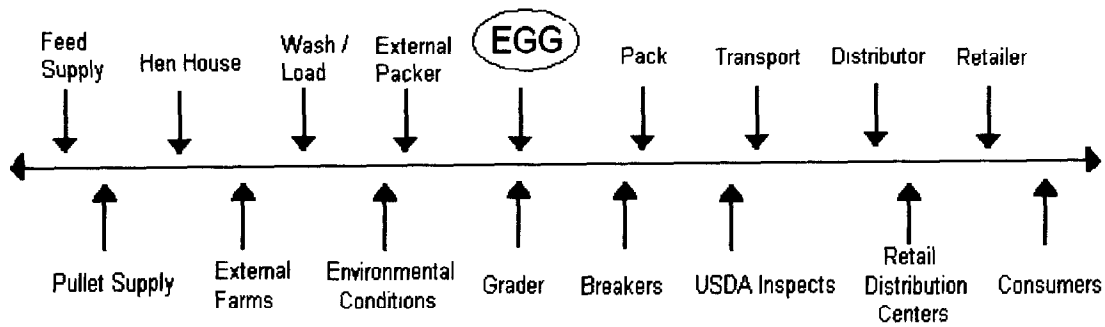 Feed
Supply
Hen House
Wash /
Load
External
Packer
EGG
Pack
Transport
Distributor
Retailer
Pullet Supply
External
Farms
Environmental
Conditions
Grader
Breakers
USDA Inspects
Retail
Distribution
Centers
Consumers